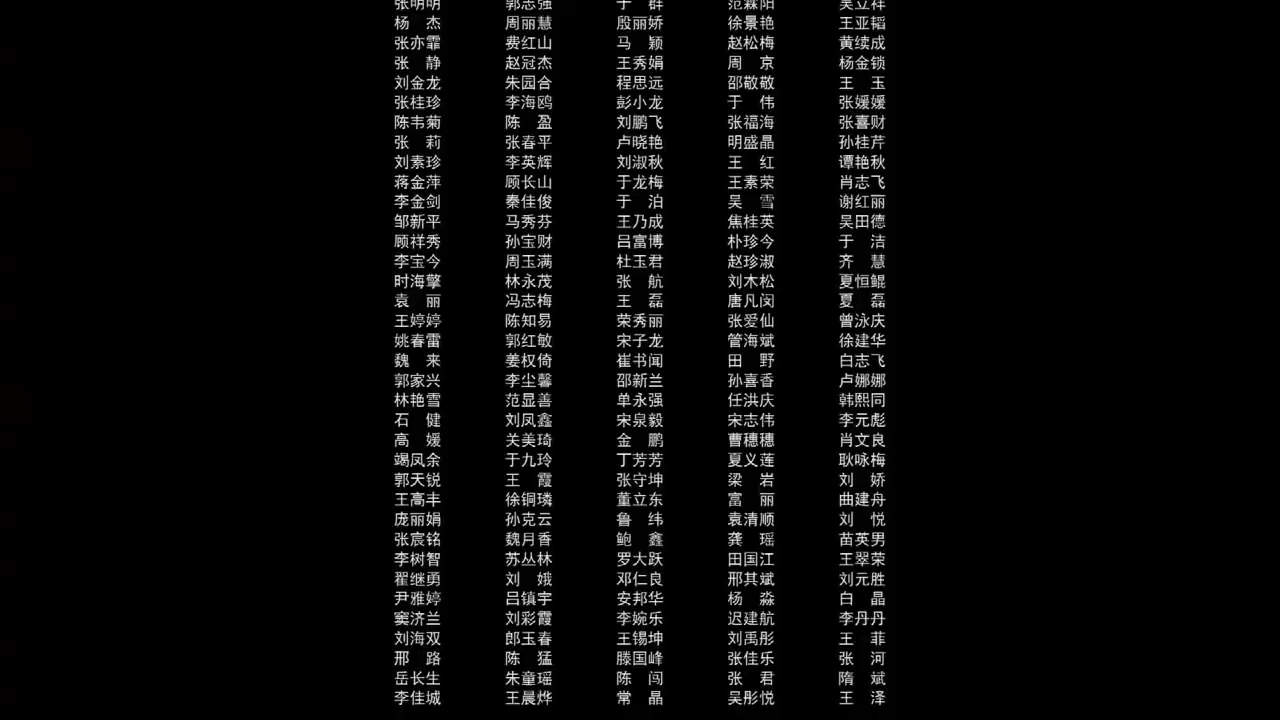 张明明 郭志强 于 群 范霖阳 吴立祥
杨 杰 周丽慧 殷丽娇 徐景艳 王亚韬
张亦霏 费红山 马 颖 赵松梅 黄续成
张 静 赵冠杰 王秀娟 周 京 杨金锁
刘金龙 朱园合 程思远 邵敬敬 王 玉
张桂珍 李海鸥 彭小龙 于 伟 张媛媛
陈韦菊 陈 盈 刘鹏飞 张福海 张喜财
张 莉 张春平 卢晓艳 明盛晶 孙桂芹
刘素珍 李英辉 刘淑秋 王 红 谭艳秋
蒋金萍 顾长山 于龙梅 王素荣 肖志飞
李金剑 秦佳俊 于 泊 吴 雪 谢红丽
邹新平 马秀芬 王乃成 焦桂英 吴田德
顾祥秀 孙宝财 吕富博 朴珍今 于 洁
李宝今 周玉满 杜玉君 赵珍淑 齐 慧
时海擎 林永茂 张 航 刘木松 夏恒鲲
袁 丽 冯志梅 王 磊 唐凡闵 夏 磊
王婷婷 陈知易 荣秀丽 张爱仙 曾泳庆
姚春雷 郭红敏 宋子龙 管海斌 徐建华
魏 来 姜权倚 崔书闻 田 野 白志飞
郭家兴 李尘馨 邵新兰 孙喜香 卢娜娜
林艳雪 范显善 单永强 任洪庆 韩熙同
石 健 刘凤鑫 宋泉毅 宋志伟 李元彪
高 媛 关美琦 金 鹏 曹穗穗 肖文良
竭凤余 于九玲 丁芳芳 夏义莲 耿咏梅
郭天锐 王 霞 张守坤 梁 岩 刘 娇
王高丰 徐铜璘 董立东 富 丽 曲建舟
庞丽娟 孙克云 鲁 纬 袁清顺 刘 悦
张宸铭 魏月香 鲍 鑫 龚 瑶 苗英男
李树智 苏丛林 罗大跃 田国江 王翠荣
翟继勇 刘 娥 邓仁良 邢其斌 刘元胜
尹雅婷 吕镇宇 安邦华 杨 淼 白 晶
窦济兰 刘彩霞 李婉乐 迟建航 李丹丹
刘海双 郎玉春 王锡坤 刘禹彤 王 菲
邢 路 陈 猛 滕国峰 张佳乐 张 河
岳长生 朱童瑶 陈 闯 张 君 隋 斌
李佳城 王晨烨 常 晶 吴彤悦 王 泽